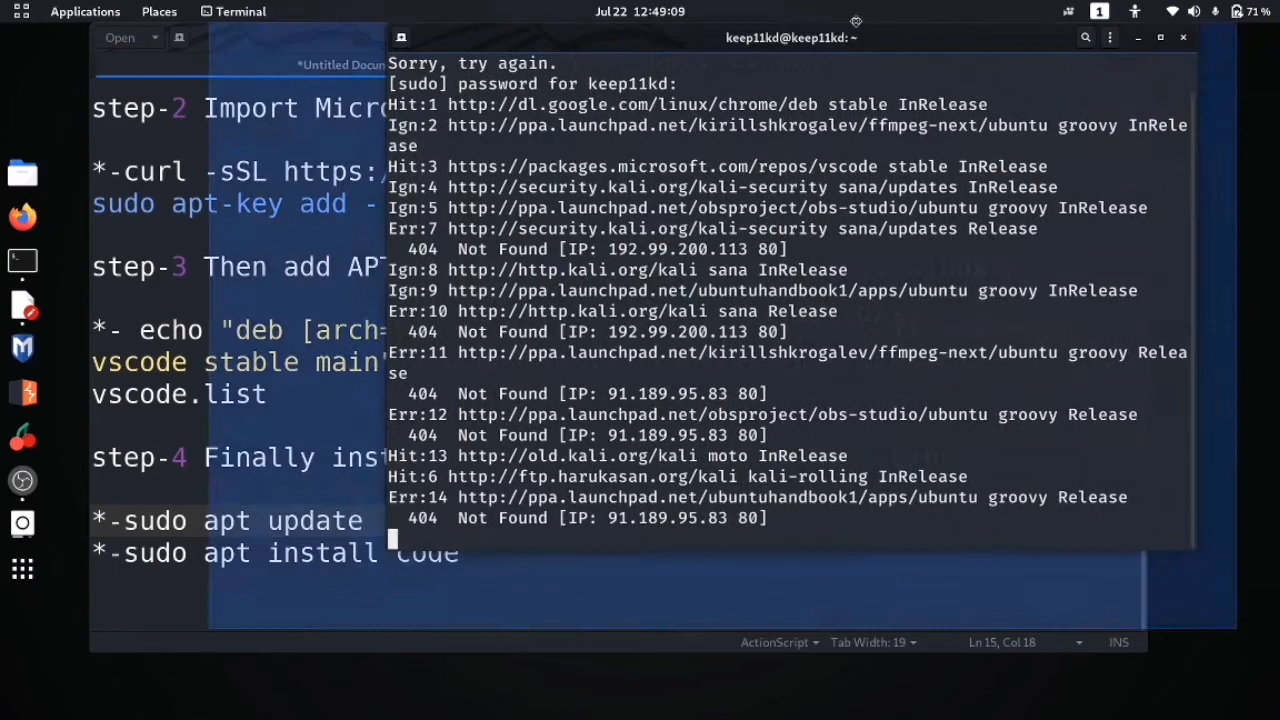 Applications Places Terminal Jul 22 12:49:09 1 71 %
Open keep11kd@keep11kd: ~
*Untitled Docu
Sorry, try again.
[sudo] password for keep11kd:
Hit:1 http://dl.google.com/linux/chrome/deb stable InRelease
Ign:2 http://ppa.launchpad.net/kirillshkrogalev/ffmpeg-next/ubuntu groovy InRele
ase
Hit:3 https://packages.microsoft.com/repos/vscode stable InRelease
Ign:4 http://security.kali.org/kali-security sana/updates InRelease
Ign:5 http://ppa.launchpad.net/obsproject/obs-studio/ubuntu groovy InRelease
Err:7 http://security.kali.org/kali-security sana/updates Release
404 Not Found [IP: 192.99.200.113 80]
Ign:8 http://http.kali.org/kali sana InRelease
Ign:9 http://ppa.launchpad.net/ubuntuhandbook1/apps/ubuntu groovy InRelease
Err:10 http://http.kali.org/kali sana Release
404 Not Found [IP: 192.99.200.113 80]
Err:11 http://ppa.launchpad.net/kirillshkrogalev/ffmpeg-next/ubuntu groovy Relea
se
404 Not Found [IP: 91.189.95.83 80]
Err:12 http://ppa.launchpad.net/obsproject/obs-studio/ubuntu groovy Release
404 Not Found [IP: 91.189.95.83 80]
Hit:13 http://old.kali.org/kali moto InRelease
Hit:6 http://ftp.harukasan.org/kali kali-rolling InRelease
Err:14 http://ppa.launchpad.net/ubuntuhandbook1/apps/ubuntu groovy Release
404 Not Found [IP: 91.189.95.83 80]
step-2 Import Micro
*-curl -sSL https:/
sudo apt-key add -
step-3 Then add APT
*- echo "deb [arch=
vscode stable main"
vscode.list
step-4 Finally inst
*-sudo apt update
*-sudo apt install code
ActionScript Tab Width: 19 Ln 15, Col 18 INS